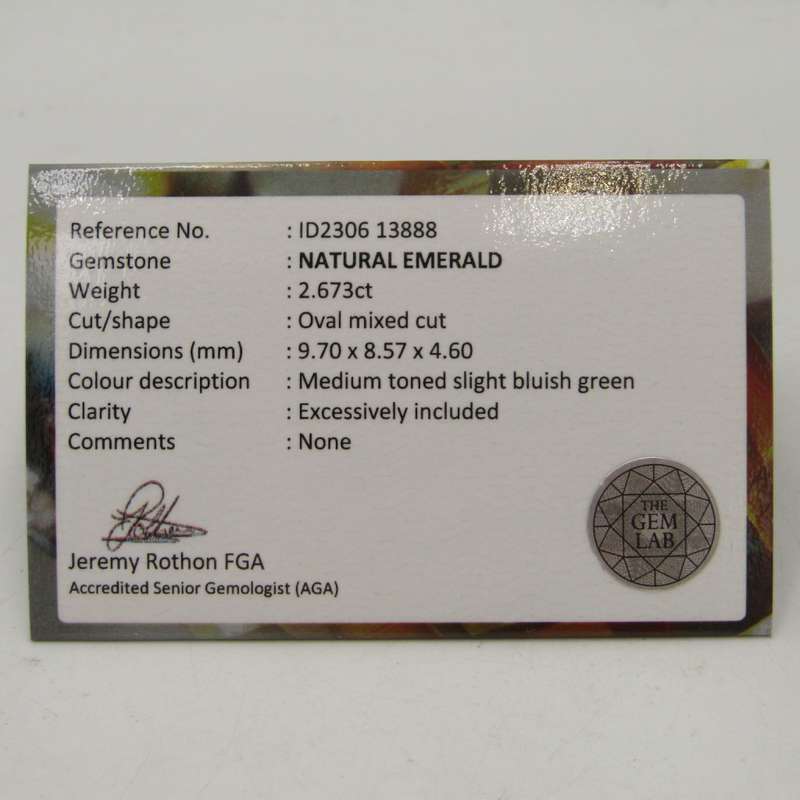 Reference No. : ID2306 13888
Gemstone : NATURAL EMERALD
Weight : 2.673ct
Cut/shape : Oval mixed cut
Dimensions (mm) : 9.70 x 8.57 x 4.60
Colour description : Medium toned slight bluish green
Clarity : Excessively included
Comments : None
Jeremy Rothon FGA
Accredited Senior Gemologist (AGA)
THE
GEM
LAB